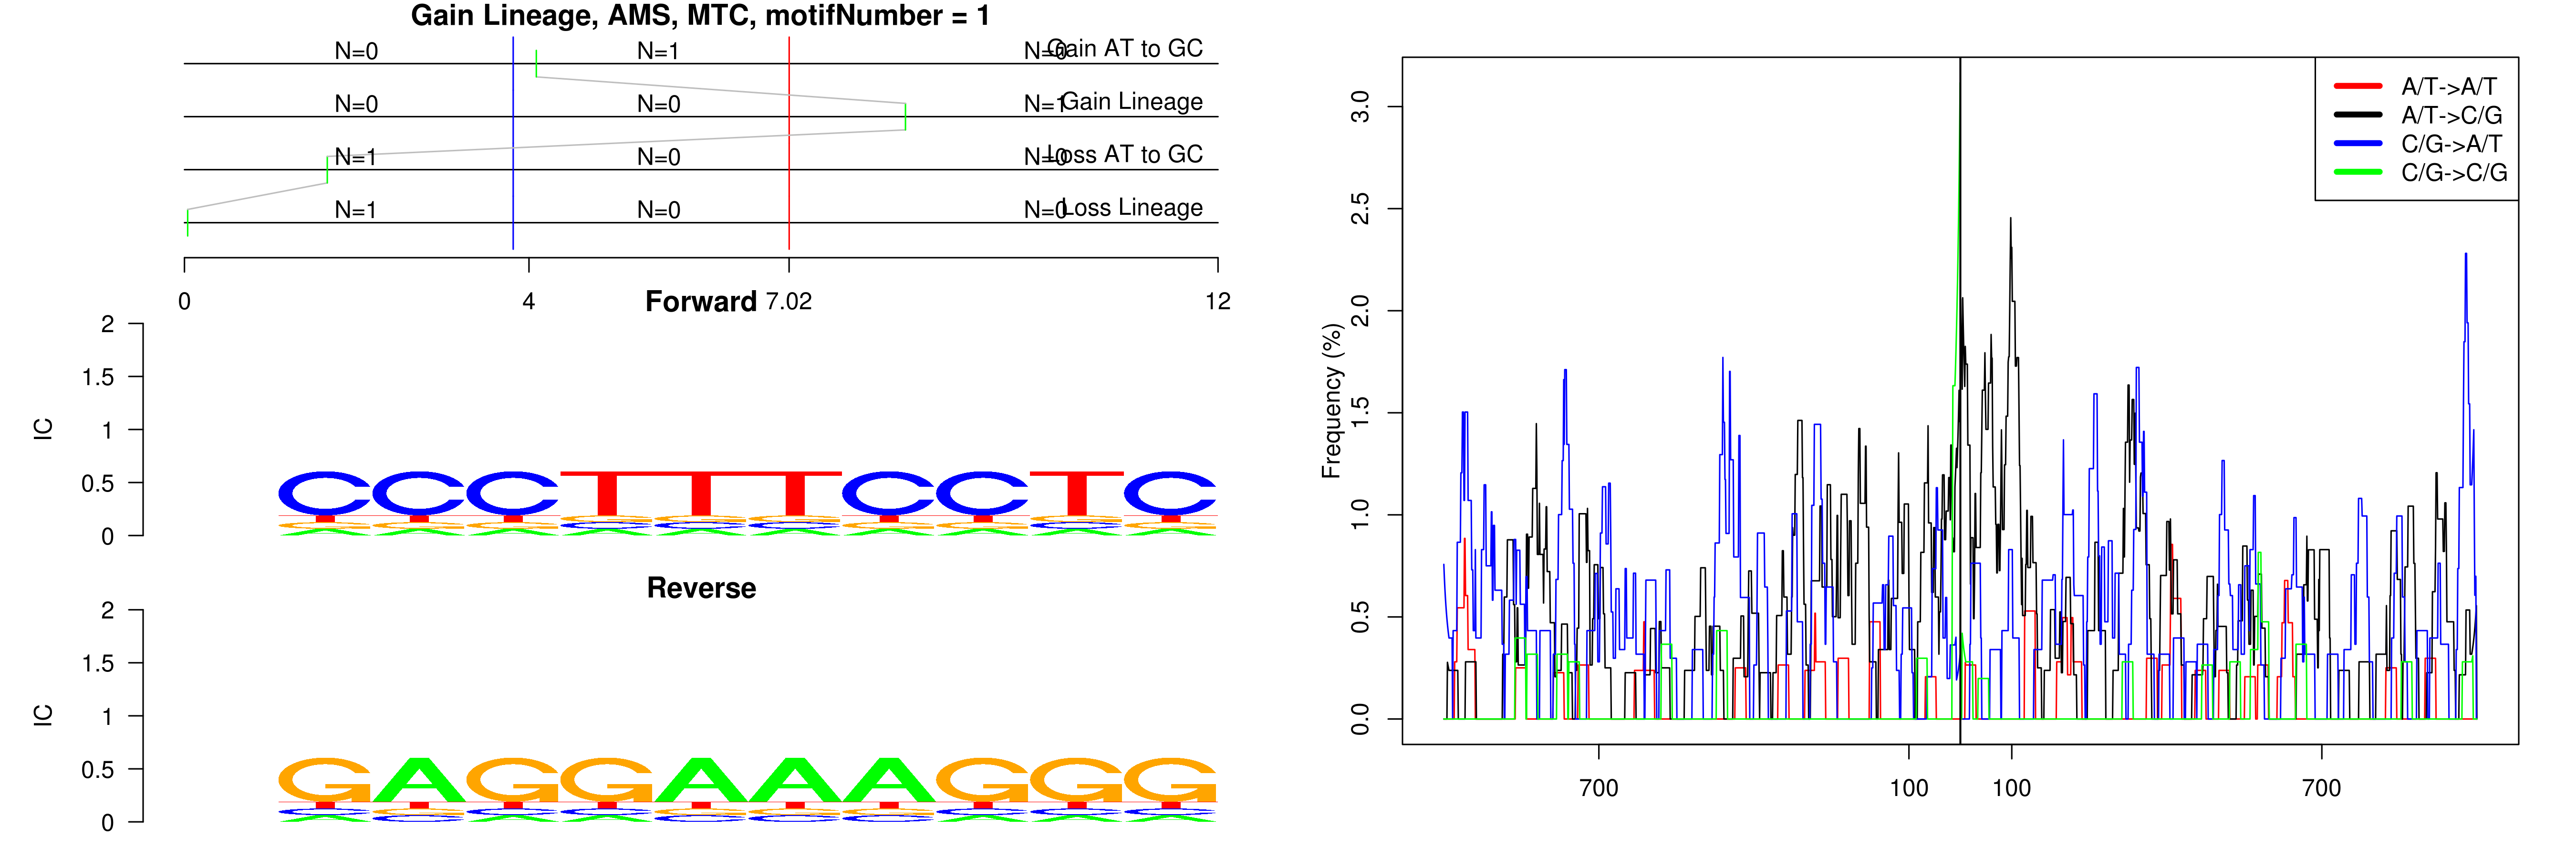 Gain Lineage, AMS, MTC, motifNumber = 1
N=0 N=1 N=0 Gain AT to GC
N=0 N=0 N=1 Gain Lineage
N=1 N=0 N=0 Loss AT to GC
N=1 N=0 N=0 Loss Lineage
0 4 7.02 12
Forward
IC
2
1.5
1
0.5
0
CCCTTTCCTC
Reverse
IC
2
1.5
1
0.5
0
GAGGAAAGGG
Frequency (%)
3.0
2.5
2.0
1.5
1.0
0.5
0.0
700 100 100 700
A/T->A/T
A/T->C/G
C/G->A/T
C/G->C/G